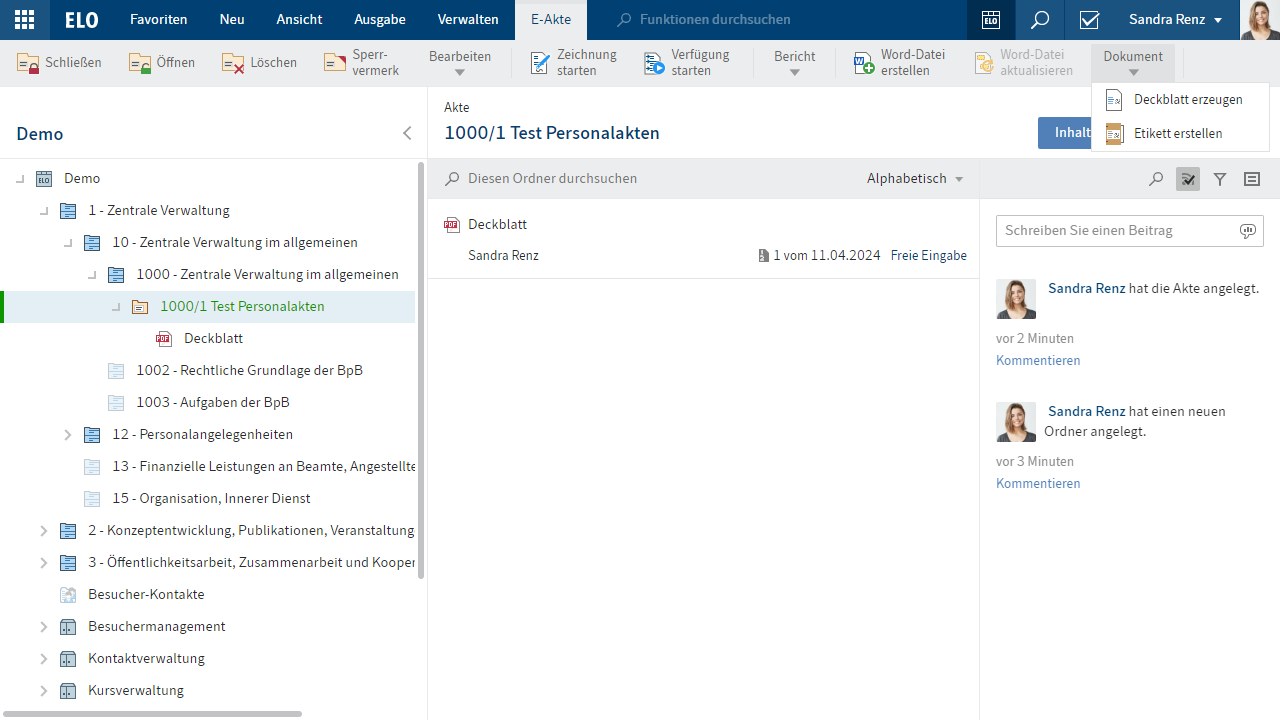 ELO Favoriten Neu Ansicht Ausgabe Verwalten E-Akte Funktionen durchsuchen ELO Sandra Renz
Schließen Öffnen Löschen Sperr-
vermerk Bearbeiten Zeichnung
starten Verfügung
starten Bericht Word-Datei
erstellen Word-Datei
aktualisieren Dokument
Deckblatt erzeugen
Etikett erstellen
Demo
Akte
1000/1 Test Personalakten
Inhalt
Demo
1 - Zentrale Verwaltung
10 - Zentrale Verwaltung im allgemeinen
1000 - Zentrale Verwaltung im allgemeinen
1000/1 Test Personalakten
Deckblatt
1002 - Rechtliche Grundlage der BpB
1003 - Aufgaben der BpB
12 - Personalangelegenheiten
13 - Finanzielle Leistungen an Beamte, Angestellte
15 - Organisation, Innerer Dienst
2 - Konzeptentwicklung, Publikationen, Veranstaltunge
3 - Öffentlichkeitsarbeit, Zusammenarbeit und Kooper
Besucher-Kontakte
Besuchermanagement
Kontaktverwaltung
Kursverwaltung
Diesen Ordner durchsuchen Alphabetisch
PDF Deckblatt
Sandra Renz 1 vom 11.04.2024 Freie Eingabe
Schreiben Sie einen Beitrag
Sandra Renz hat die Akte angelegt.
vor 2 Minuten
Kommentieren
Sandra Renz hat einen neuen
Ordner angelegt.
vor 3 Minuten
Kommentieren